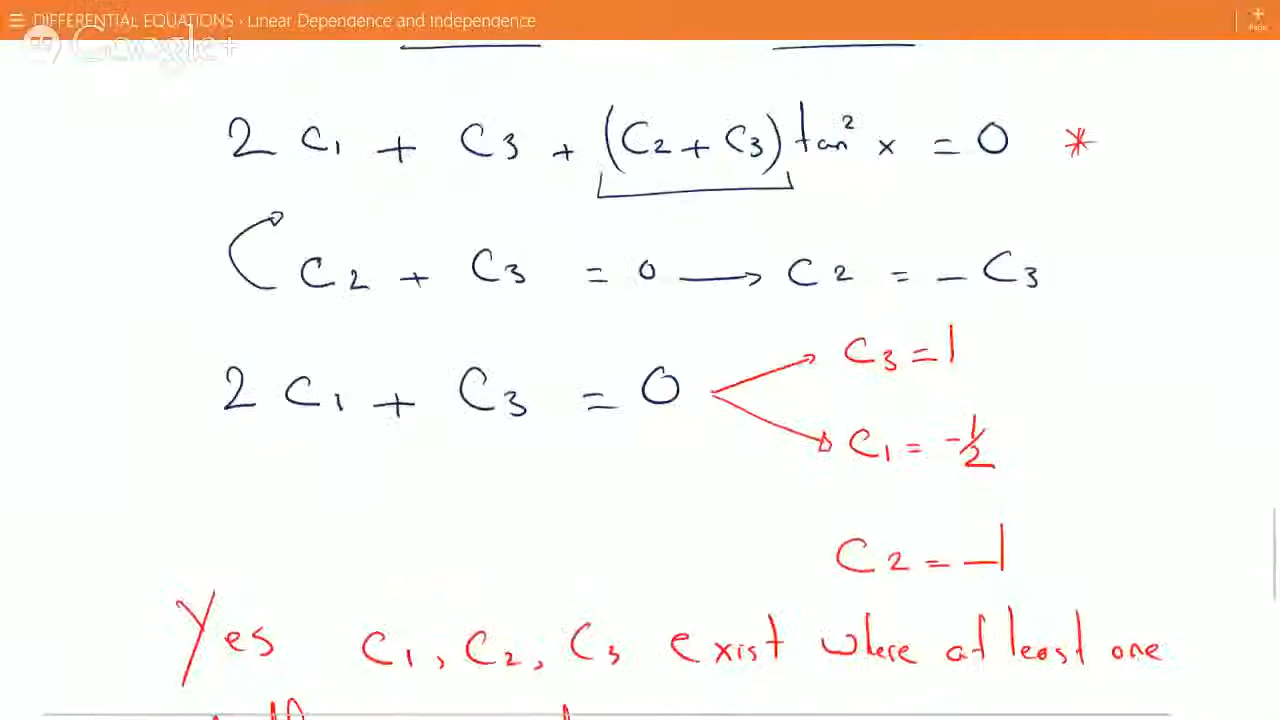 DIFFERENTIAL EQUATIONS › Linear Dependence and Independence
Page
Google+
2 C1 + C3 + (C2 + C3) tan² x = 0 *
C2 + C3 = 0 → C2 = - C3
C3 = 1
2 C1 + C3 = 0
C1 = -1/2
C2 = -1
Yes C1, C2, C3 exist where at least one